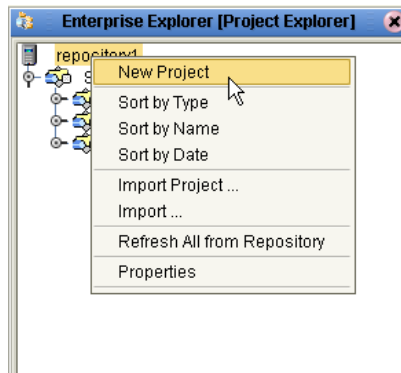 Enterprise Explorer [Project Explorer]
repository1
S
New Project
Sort by Type
Sort by Name
Sort by Date
Import Project ...
Import ...
Refresh All from Repository
Properties